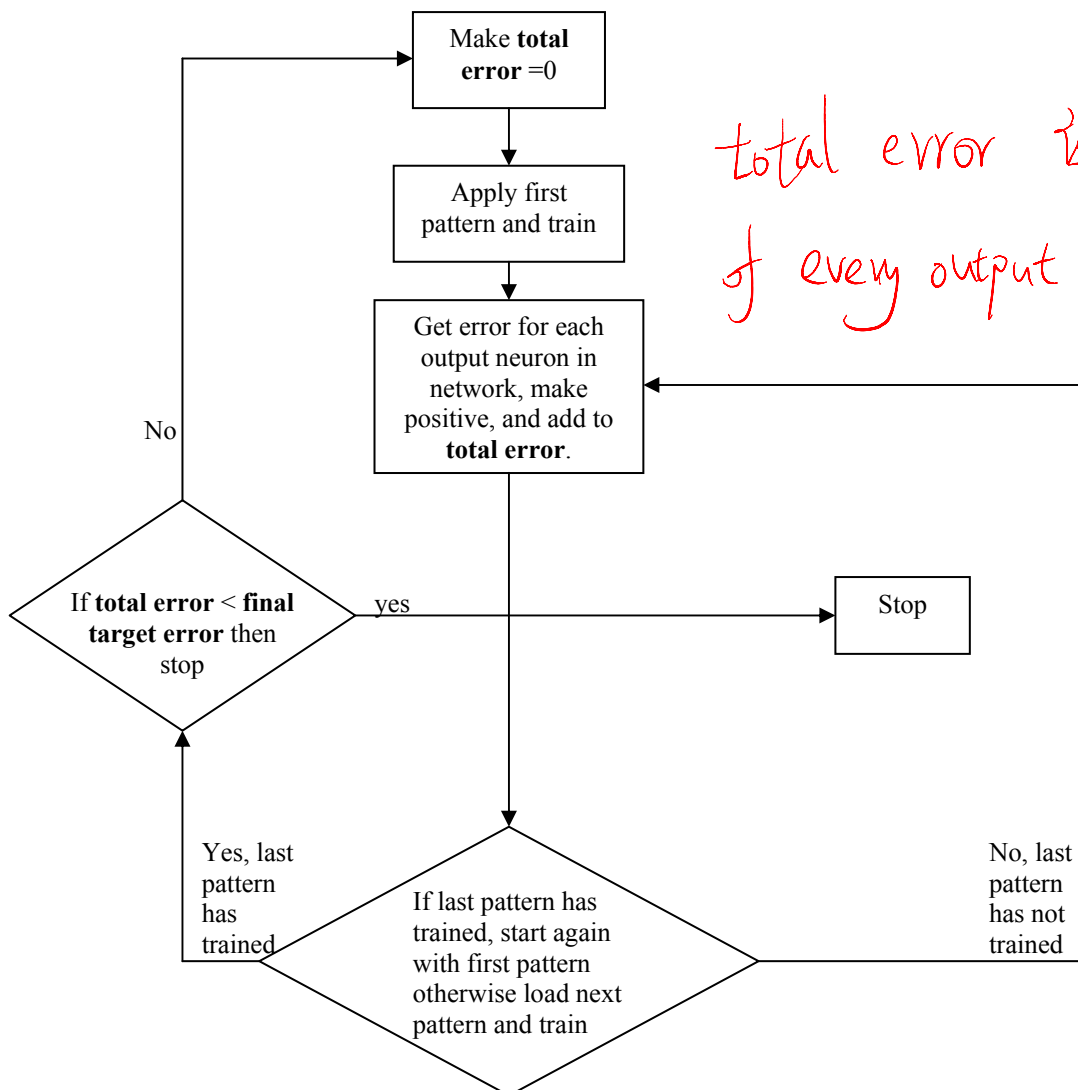 Make total
error =0
total error
of every output
Apply first
pattern and train
Get error for each
output neuron in
network, make
positive, and add to
total error.
No
If total error < final
target error then
stop
yes
Stop
Yes, last
pattern
has
trained
If last pattern has
trained, start again
with first pattern
otherwise load next
pattern and train
No, last
pattern
has not
trained